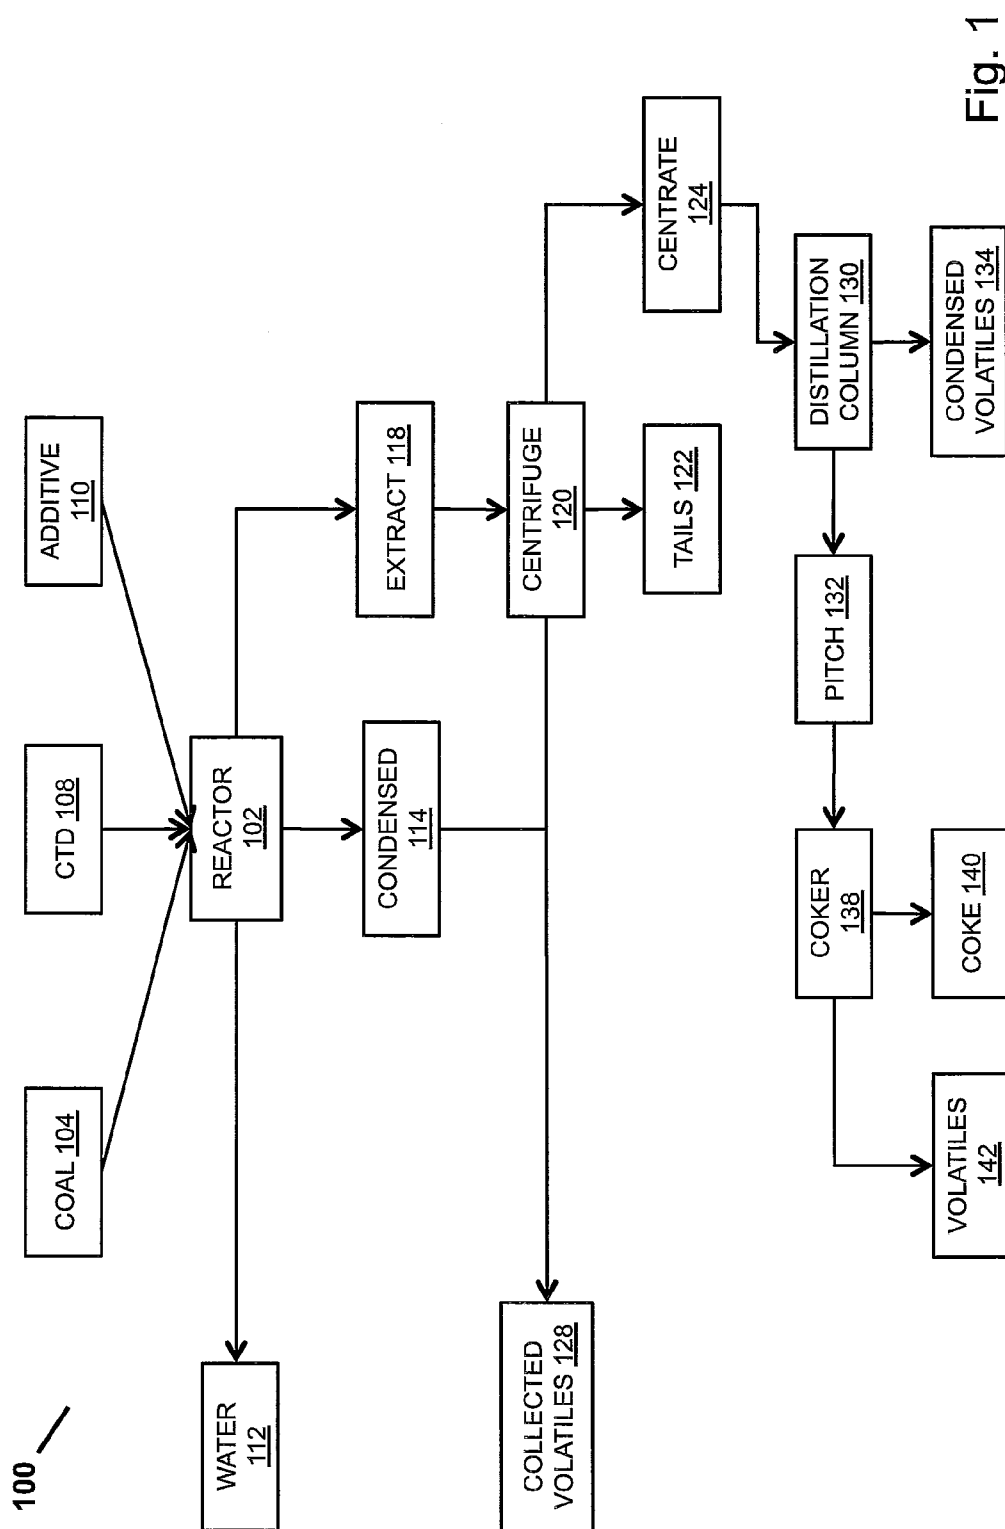 100
COAL 104
CTD 108
ADDITIVE
110
WATER
112
REACTOR
102
CONDENSED
114
EXTRACT 118
COLLECTED
VOLATILES 128
CENTRIFUGE
120
TAILS 122
CENTRATE
124
COKER
138
PITCH 132
DISTILLATION
COLUMN 130
VOLATILES
142
COKE 140
CONDENSED
VOLATILES 134
Fig. 1